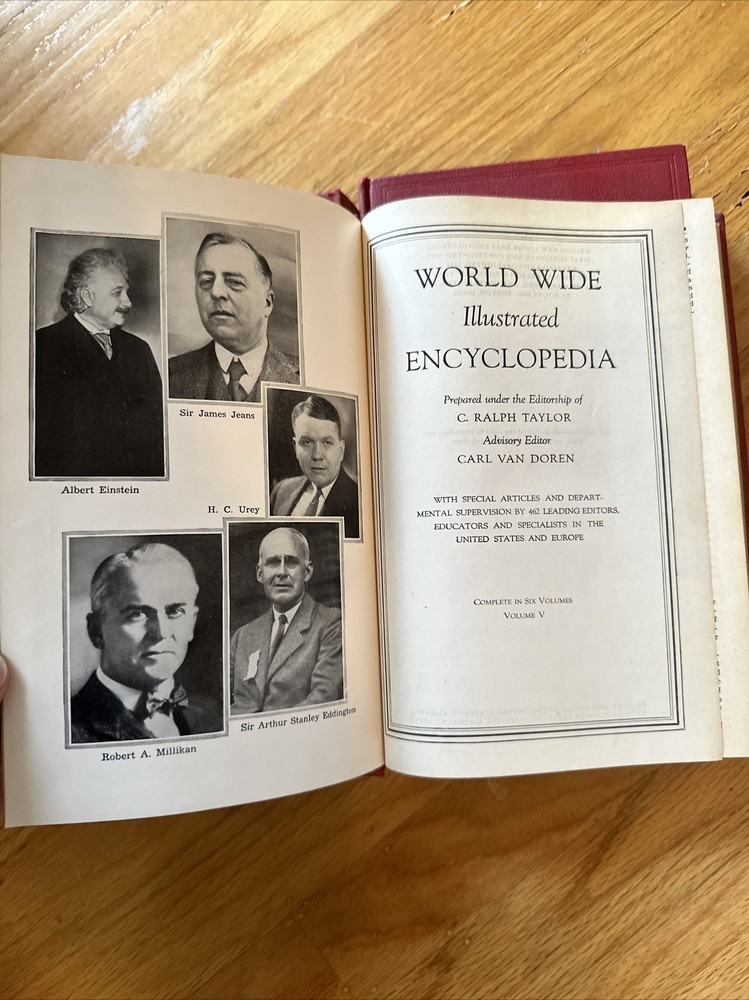 Albert Einstein
Sir James Jeans
H. C. Urey
Robert A. Millikan
Sir Arthur Stanley Eddington
WORLD WIDE
Illustrated
ENCYCLOPEDIA
Prepared under the Editorship of
C. RALPH TAYLOR
Advisory Editor
CARL VAN DOREN
WITH SPECIAL ARTICLES AND DEPART-
MENTAL SUPERVISION BY 462 LEADING EDITORS,
EDUCATORS AND SPECIALISTS IN THE
UNITED STATES AND EUROPE
COMPLETE IN SIX VOLUMES
VOLUME V